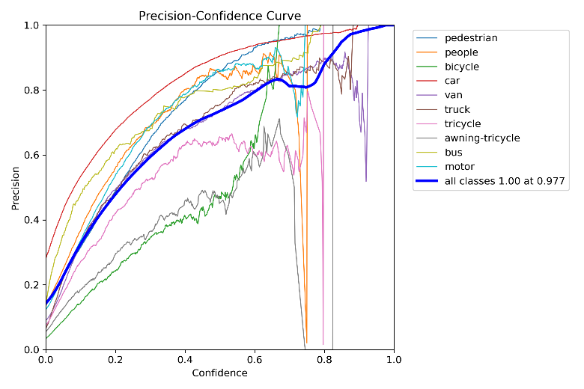 Precision-Confidence Curve
1.0
0.8
0.6
0.4
0.2
0.0
Precision
0.0 0.2 0.4 0.6 0.8 1.0
Confidence
pedestrian
people
bicycle
car
van
truck
tricycle
awning-tricycle
bus
motor
all classes 1.00 at 0.977